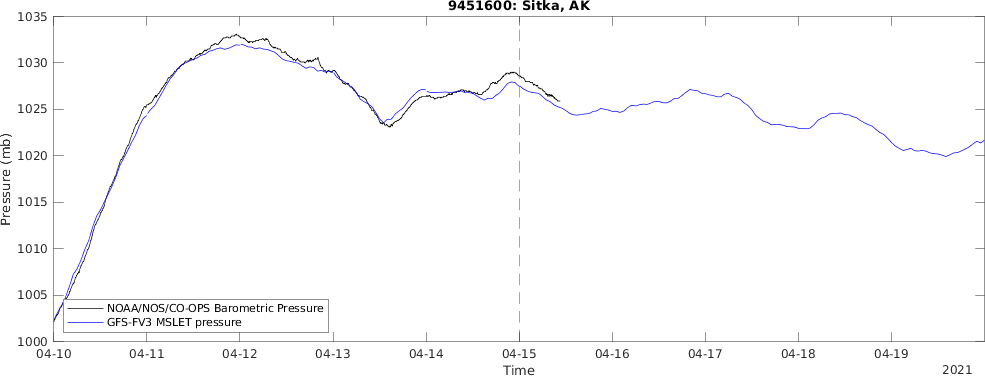 9451600: Sitka, AK
1035
1030
1025
1020
1015
1010
1005
1000
Pressure (mb)
NOAA/NOS/CO-OPS Barometric Pressure
GFS-FV3 MSLET pressure
04-10 04-11 04-12 04-13 04-14 04-15 04-16 04-17 04-18 04-19
Time
2021